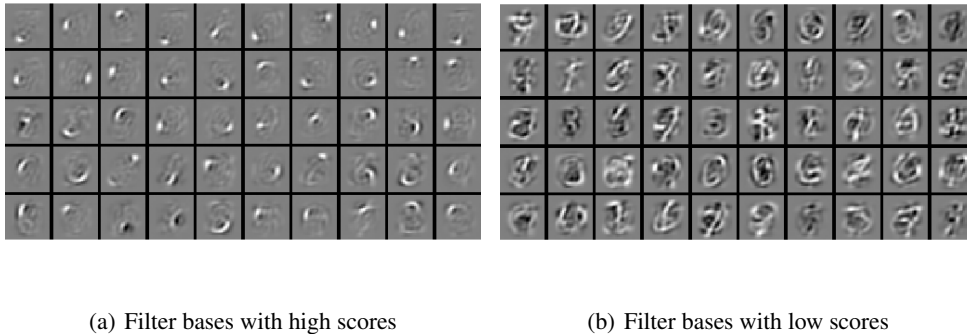 (a) Filter bases with high scores
(b) Filter bases with low scores